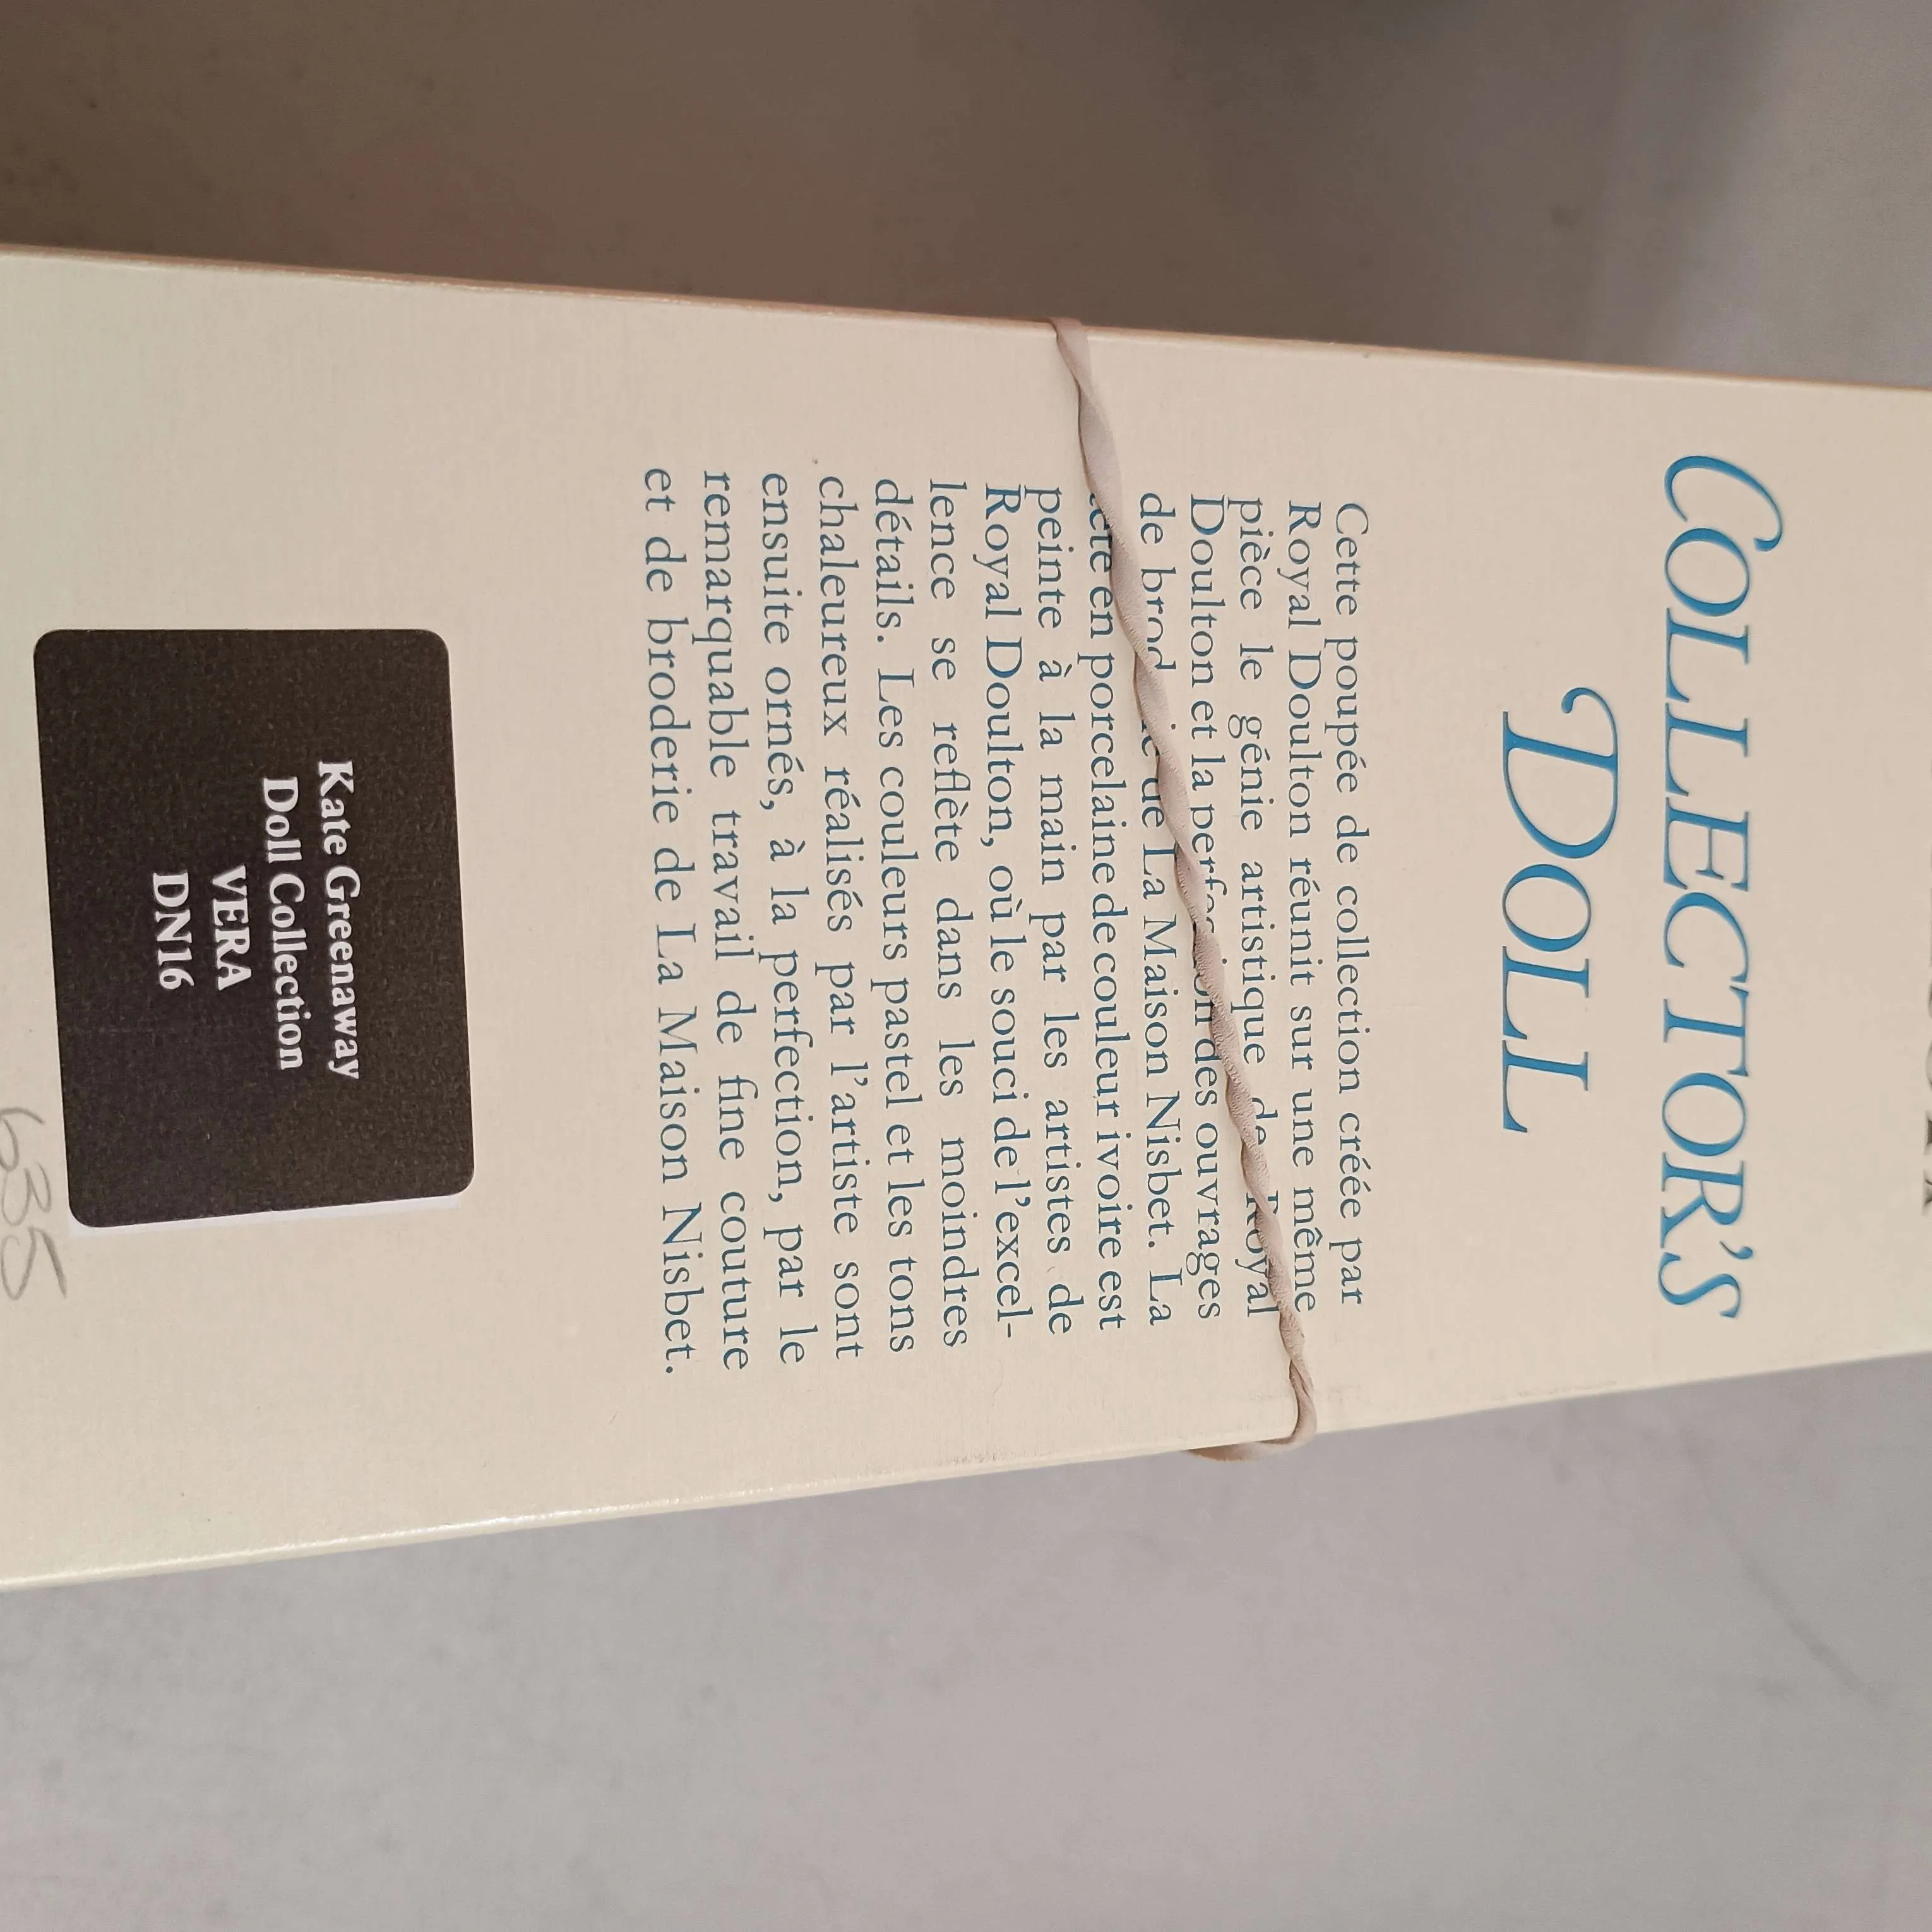 COLLECTOR'S
DOLL
Cette poupée de collection créée par
Royal Doulton réunit sur une même
pièce le génie artistique de Royal
Doulton et la perfection des ouvrages
de broderie de La Maison Nisbet. La
tête en porcelaine de couleur ivoire est
peinte à la main par les artistes de
Royal Doulton, où le souci de l'excel-
lence se reflète dans les moindres
détails. Les couleurs pastel et les tons
chaleureux réalisés par l'artiste sont
ensuite ornés, à la perfection, par le
remarquable travail de fine couture
et de broderie de La Maison Nisbet.
Kate Greenaway
Doll Collection
VERA
DN16
635